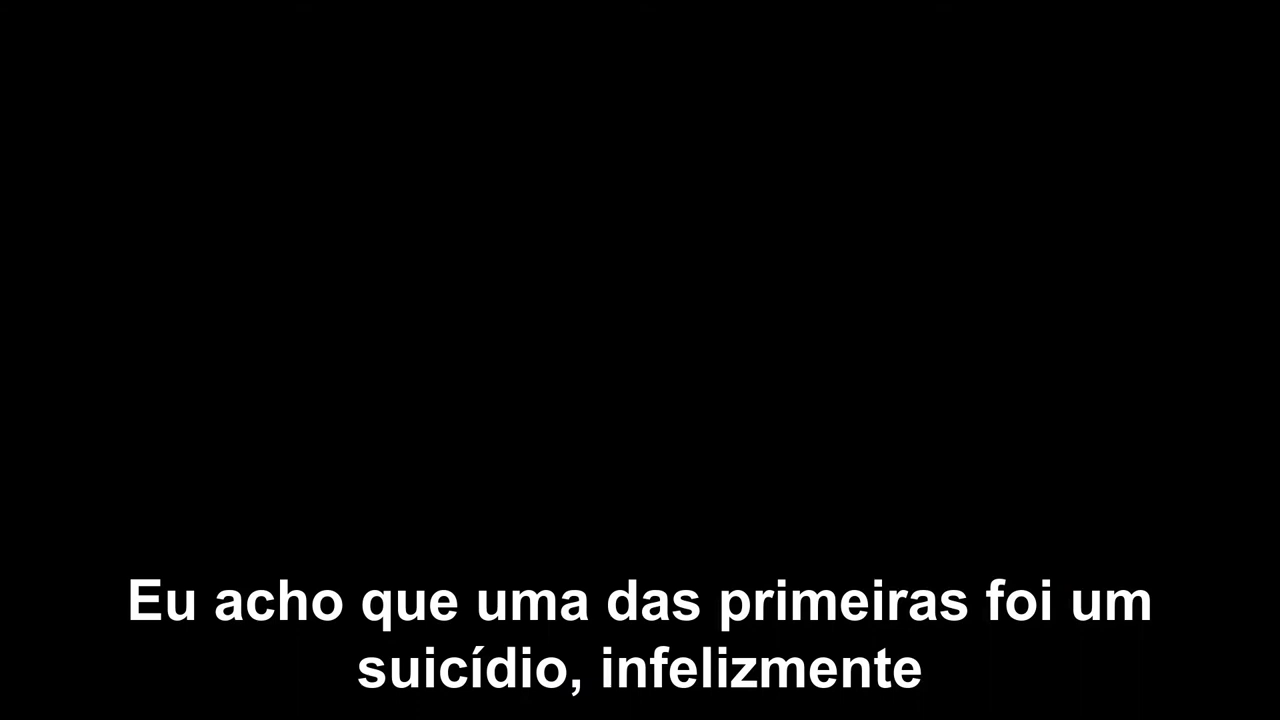 Eu acho que uma das primeiras foi um
suicídio, infelizmente